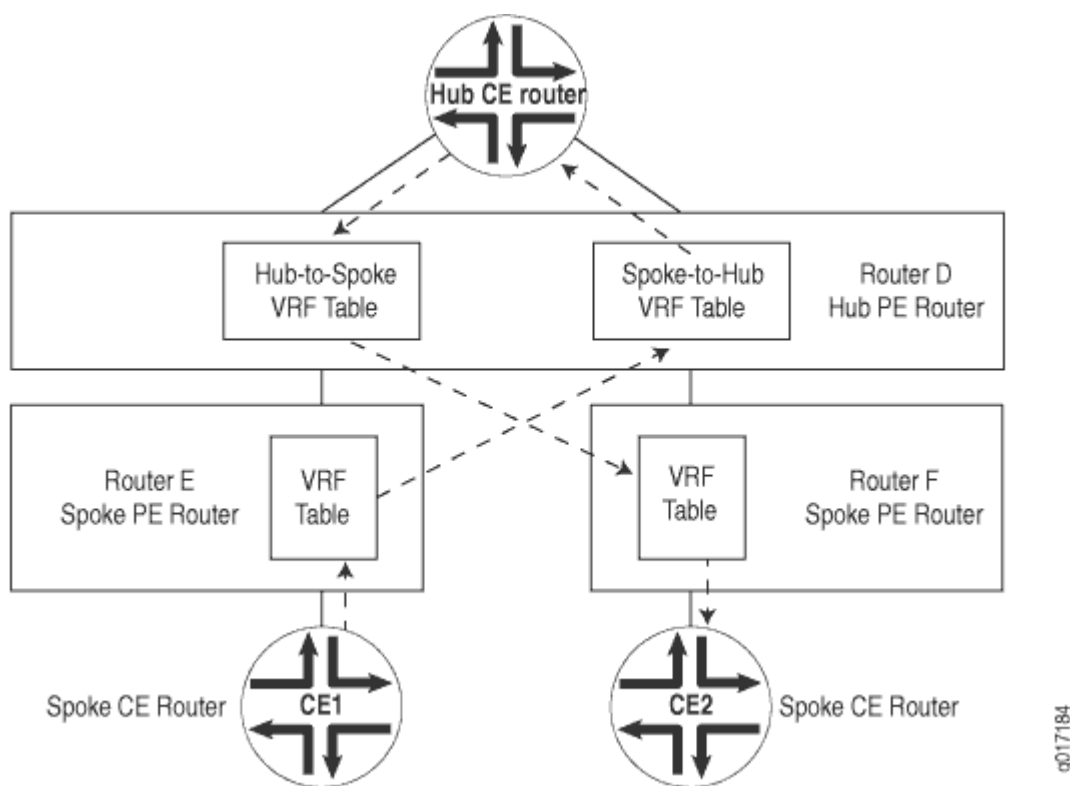 Hub CE router
Hub-to-Spoke
VRF Table
Spoke-to-Hub
VRF Table
Router D
Hub PE Router
Router E
Spoke PE Router
VRF
Table
VRF
Table
Router F
Spoke PE Router
Spoke CE Router
CE1
CE2
Spoke CE Router
g017184